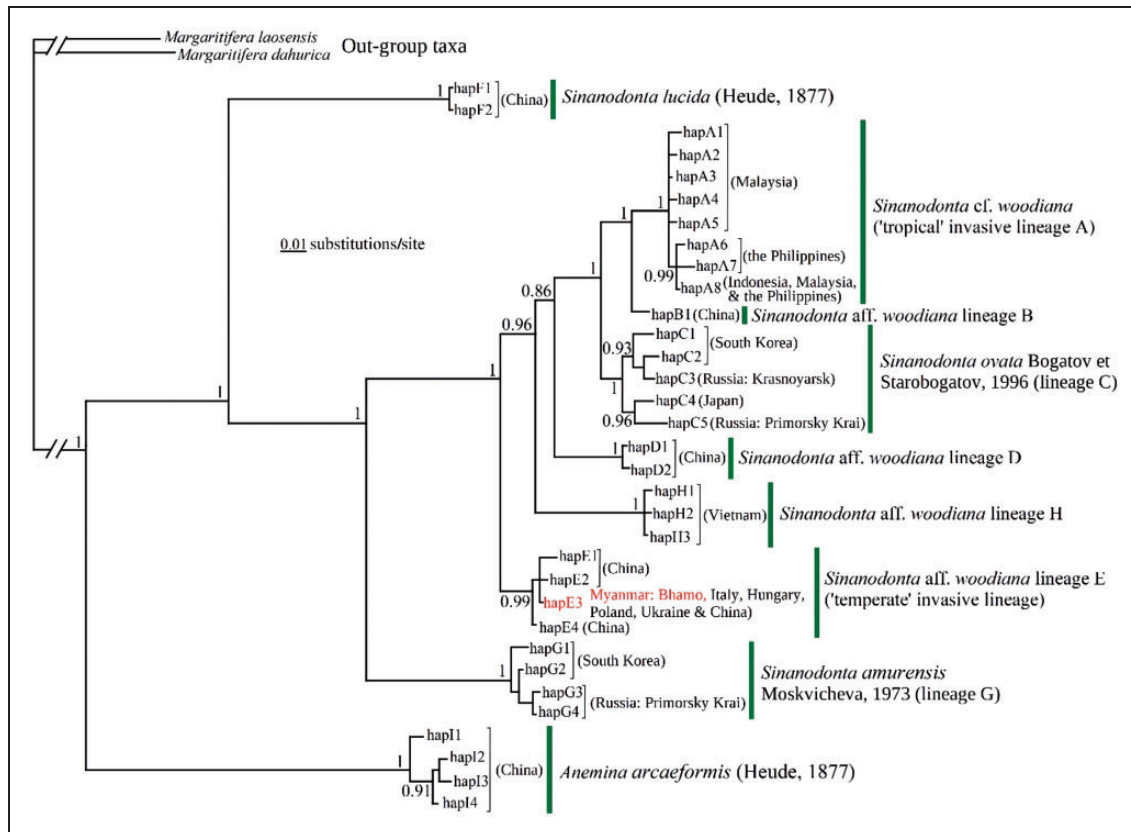 Margaritifera laosensis
Margaritifera dahurica
Out-group taxa
1
hapF1
hapF2
(China)
Sinanodonta lucida (Heude, 1877)
0.01 substitutions/site
hapA1
hapA2
hapA3
hapA4
hapA5
(Malaysia)
1
1
hapA6
hapA7
(the Philippines)
0.99
hapA8
(Indonesia, Malaysia,
& the Philippines)
Sinanodonta cf. woodiana
('tropical' invasive lineage A)
1
0.86
0.96
hapB1 (China)
Sinanodonta aff. woodiana lineage B
hapC1
hapC2
(South Korea)
0.93
hapC3 (Russia: Krasnoyarsk)
1
hapC4 (Japan)
0.96
hapC5 (Russia: Primorsky Krai)
Sinanodonta ovata Bogatov et
Starobogatov, 1996 (lineage C)
1
1
1
1
hapD1
hapD2
(China)
Sinanodonta aff. woodiana lineage D
1
hapH1
hapH2
hapH3
(Vietnam)
Sinanodonta aff. woodiana lineage H
hapE1
hapE2
(China)
0.99
hapE3
Myanmar: Bhamo, Italy, Hungary,
Poland, Ukraine & China)
hapE4 (China)
Sinanodonta aff. woodiana lineage E
('temperate' invasive lineage)
1
hapG1
hapG2
(South Korea)
hapG3
hapG4
(Russia: Primorsky Krai)
Sinanodonta amurensis
Moskvicheva, 1973 (lineage G)
1
hapI1
hapI2
hapI3
hapI4
0.91
(China)
Anemina arcaeformis (Heude, 1877)